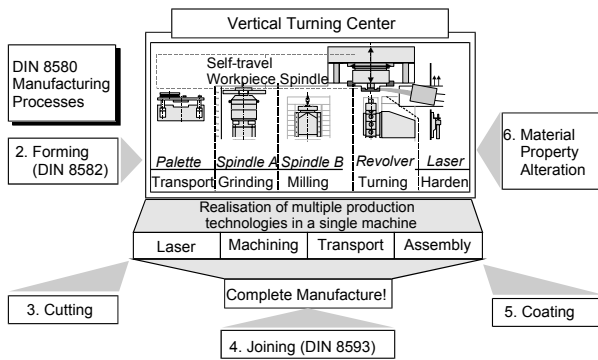 Vertical Turning Center
DIN 8580
Manufacturing
Processes
Self-travel
Workpiece Spindle
2. Forming
(DIN 8582)
6. Material
Property
Alteration
Palette Spindle A Spindle B Revolver Laser
Transport Grinding Milling Turning Harden
Realisation of multiple production
technologies in a single machine
Laser Machining Transport Assembly
3. Cutting
Complete Manufacture!
5. Coating
4. Joining (DIN 8593)